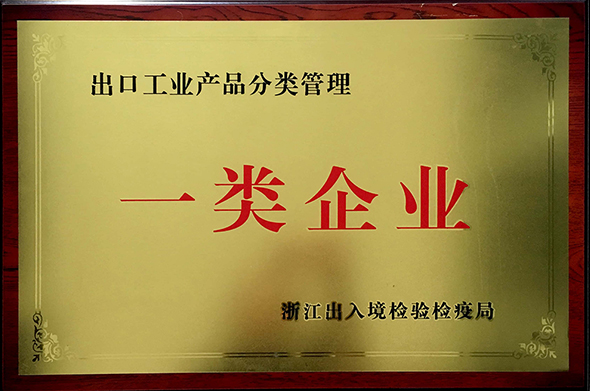 出口工业产品分类管理
一类企业
浙江出入境检验检疫局